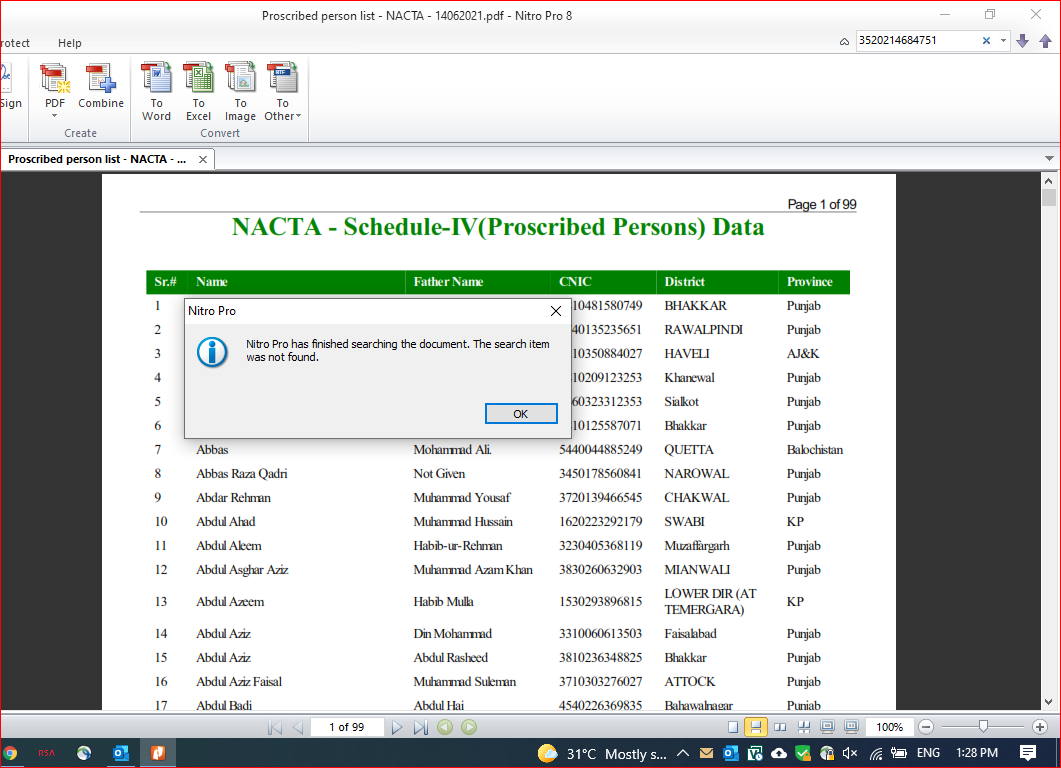 Proscribed person list - NACTA - 14062021.pdf - Nitro Pro 8
rotect Help 3520214684751
Sign PDF Combine To Word To Excel To Image To Other
Create Convert
Proscribed person list - NACTA - ...
Page 1 of 99
NACTA - Schedule-IV(Proscribed Persons) Data
Sr.# Name Father Name CNIC District Province
1 10481580749 BHAKKAR Punjab
2 40135235651 RAWALPINDI Punjab
3 10350884027 HAVELI AJ&K
4 10209123253 Khanewal Punjab
5 60323312353 Sialkot Punjab
6 10125587071 Bhakkar Punjab
Nitro Pro
Nitro Pro has finished searching the document. The search item
was not found.
OK
7 Abbas Mohammad Ali. 5440044885249 QUETTA Balochistan
8 Abbas Raza Qadri Not Given 3450178560841 NAROWAL Punjab
9 Abdar Rehman Muhammad Yousaf 3720139466545 CHAKWAL Punjab
10 Abdul Ahad Muhammad Hussain 1620223292179 SWABI KP
11 Abdul Aleem Habib-ur-Rehman 3230405368119 Muzaffargarh Punjab
12 Abdul Asghar Aziz Muhammad Azam Khan 3830260632903 MIANWALI Punjab
13 Abdul Azeem Habib Mulla 1530293896815 LOWER DIR (AT
TEMERGARA) KP
14 Abdul Aziz Din Mohammad 3310060613503 Faisalabad Punjab
15 Abdul Aziz Abdul Rasheed 3810236348825 Bhakkar Punjab
16 Abdul Aziz Faisal Muhammad Suleman 3710303276027 ATTOCK Punjab
17 Abdul Badi Abdul Hai 4540226369835 Bahawalnagar Punjab
1 of 99 100%
RSA 31°C Mostly s... ENG 1:28 PM